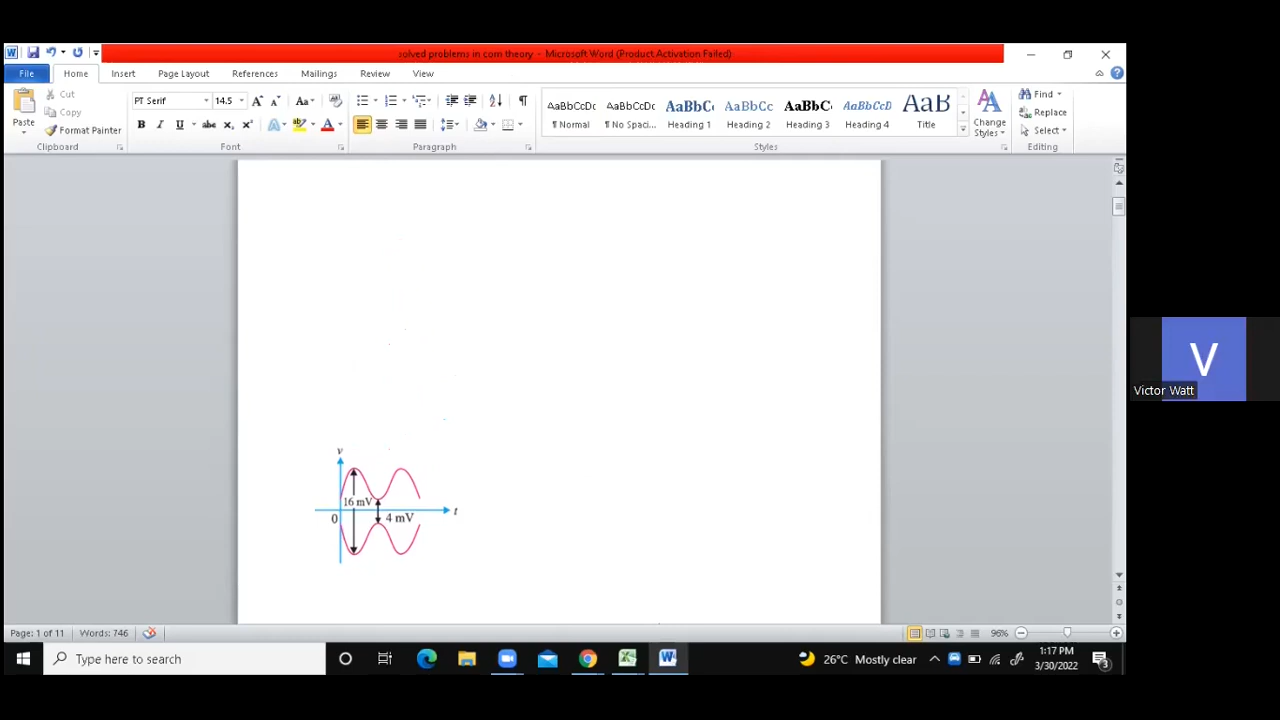 solved problems in com theory - Microsoft Word (Product Activation Failed)
File Home Insert Page Layout References Mailings Review View
Paste
Cut
Copy
Format Painter
Clipboard
PT Serif 14.5
Font
Paragraph
AaBbCcDc AaBbCcDc AaBbC AaBbCc AaBbC AaBbCcD AaB
¶ Normal ¶ No Spaci... Heading 1 Heading 2 Heading 3 Heading 4 Title
Change Styles
Styles
Find
Replace
Select
Editing
v
16 mV
0
4 mV
t
V
Victor Watt
Page: 1 of 11 Words: 746 96%
Type here to search
26°C Mostly clear
1:17 PM
3/30/2022
3